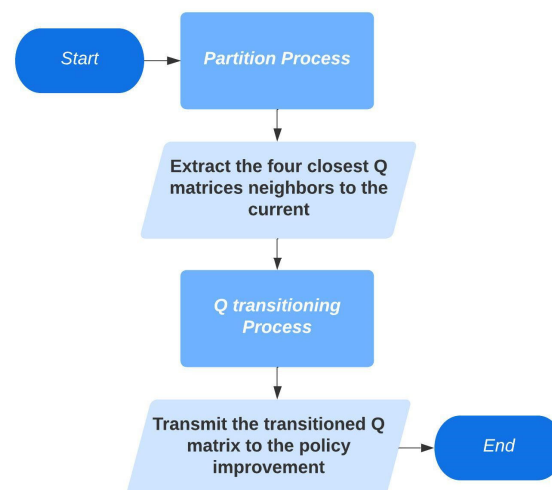 Start
Partition Process
Extract the four closest Q
matrices neighbors to the
current
Q transitioning
Process
Transmit the transitioned Q
matrix to the policy
improvement
End